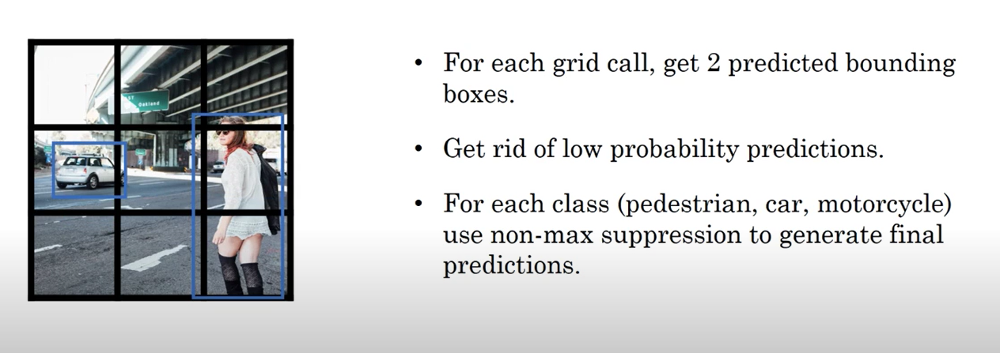 ST
Oakland
• For each grid call, get 2 predicted bounding
boxes.
• Get rid of low probability predictions.
• For each class (pedestrian, car, motorcycle)
use non-max suppression to generate final
predictions.